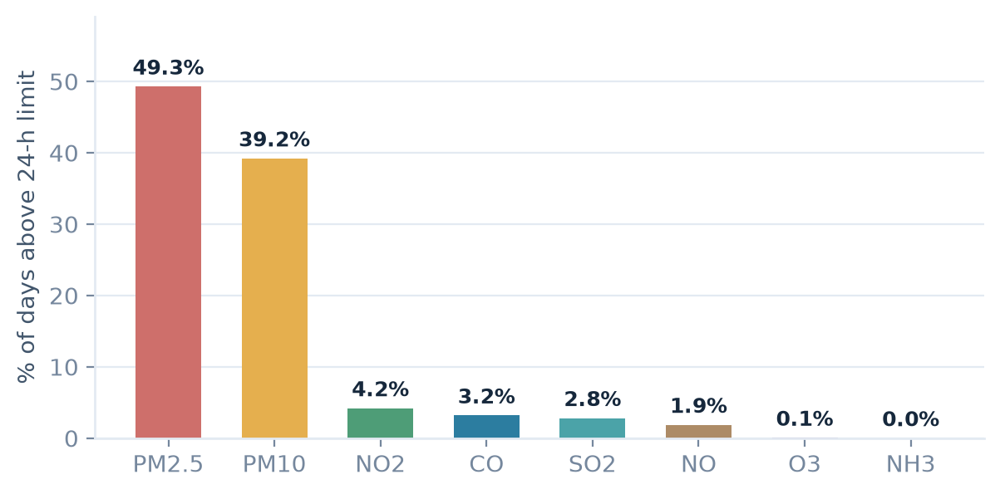 % of days above 24-h limit
50
40
30
20
10
0
49.3%
39.2%
4.2%
3.2%
2.8%
1.9%
0.1%
0.0%
PM2.5
PM10
NO2
CO
SO2
NO
O3
NH3